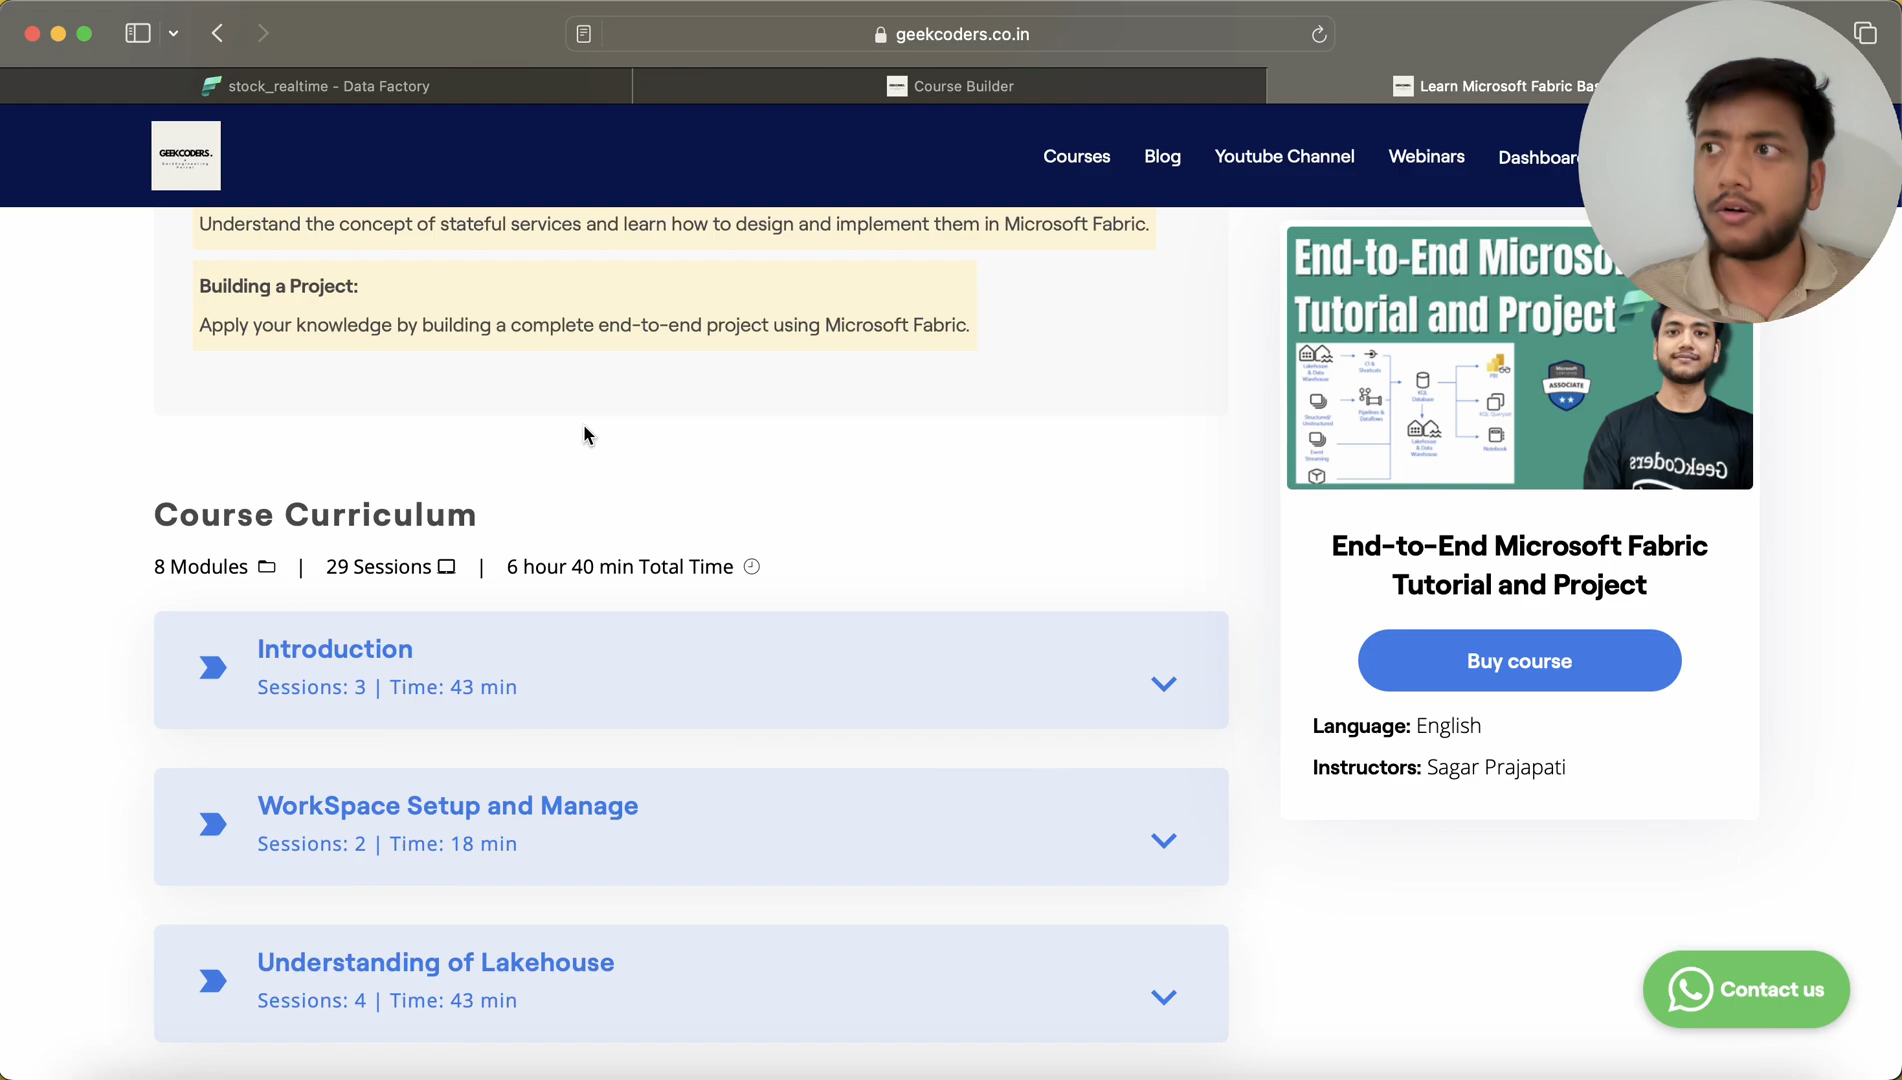 geekcoders.co.in
stock_realtime - Data Factory
Course Builder
Learn Microsoft Fabric
GEEKCODERS.
Courses
Blog
Youtube Channel
Webinars
Understand the concept of stateful services and learn how to design and implement them in Microsoft Fabric.
Building a Project:
Apply your knowledge by building a complete end-to-end project using Microsoft Fabric.
Course Curriculum
8 Modules | 29 Sessions | 6 hour 40 min Total Time
Introduction
Sessions: 3 | Time: 43 min
WorkSpace Setup and Manage
Sessions: 2 | Time: 18 min
Understanding of Lakehouse
Sessions: 4 | Time: 43 min
End-to-End
Tutorial and Project
ASSOCIATE
GeekCoders
End-to-End Microsoft Fabric
Tutorial and Project
Buy course
Language: English
Instructors: Sagar Prajapati
Contact us